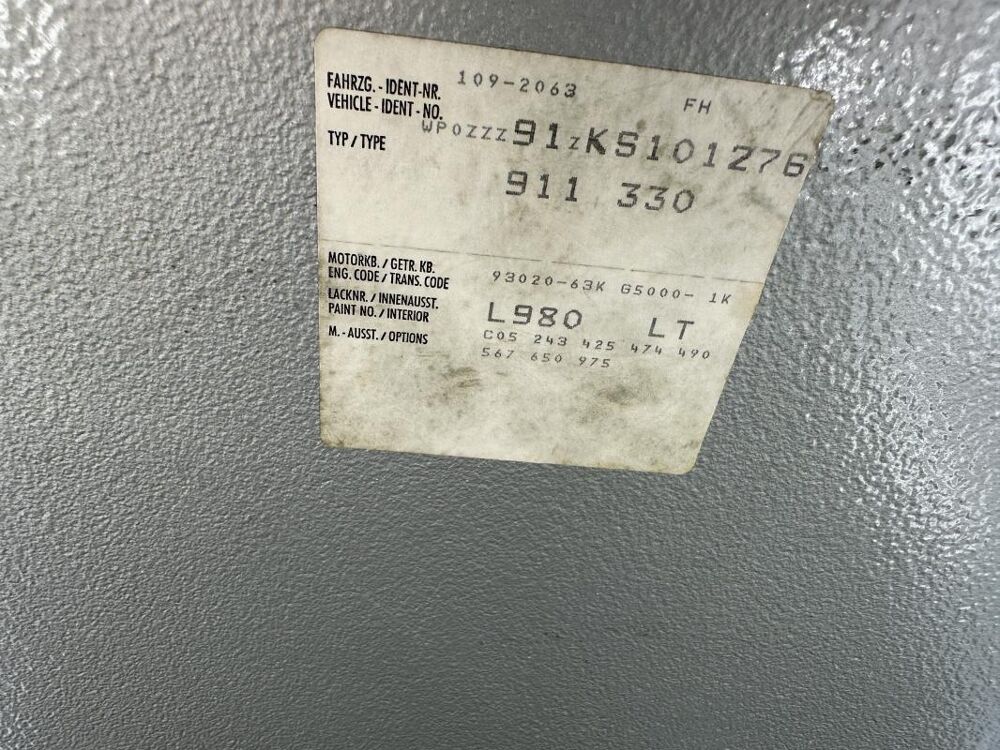 109-2063 FH
FAHRZG. - IDENT-NR.
VEHICLE - IDENT - NO.
WP0ZZZ91ZKS101276
TYP / TYPE
911 330
MOTORKB. / GETR. KB.
ENG. CODE / TRANS. CODE
93020-63K G5000- 1K
LACKNR. / INNENAUSST.
PAINT NO. / INTERIOR
L980 LT
M. - AUSST. / OPTIONS
C05 243 425 474 490
567 650 975